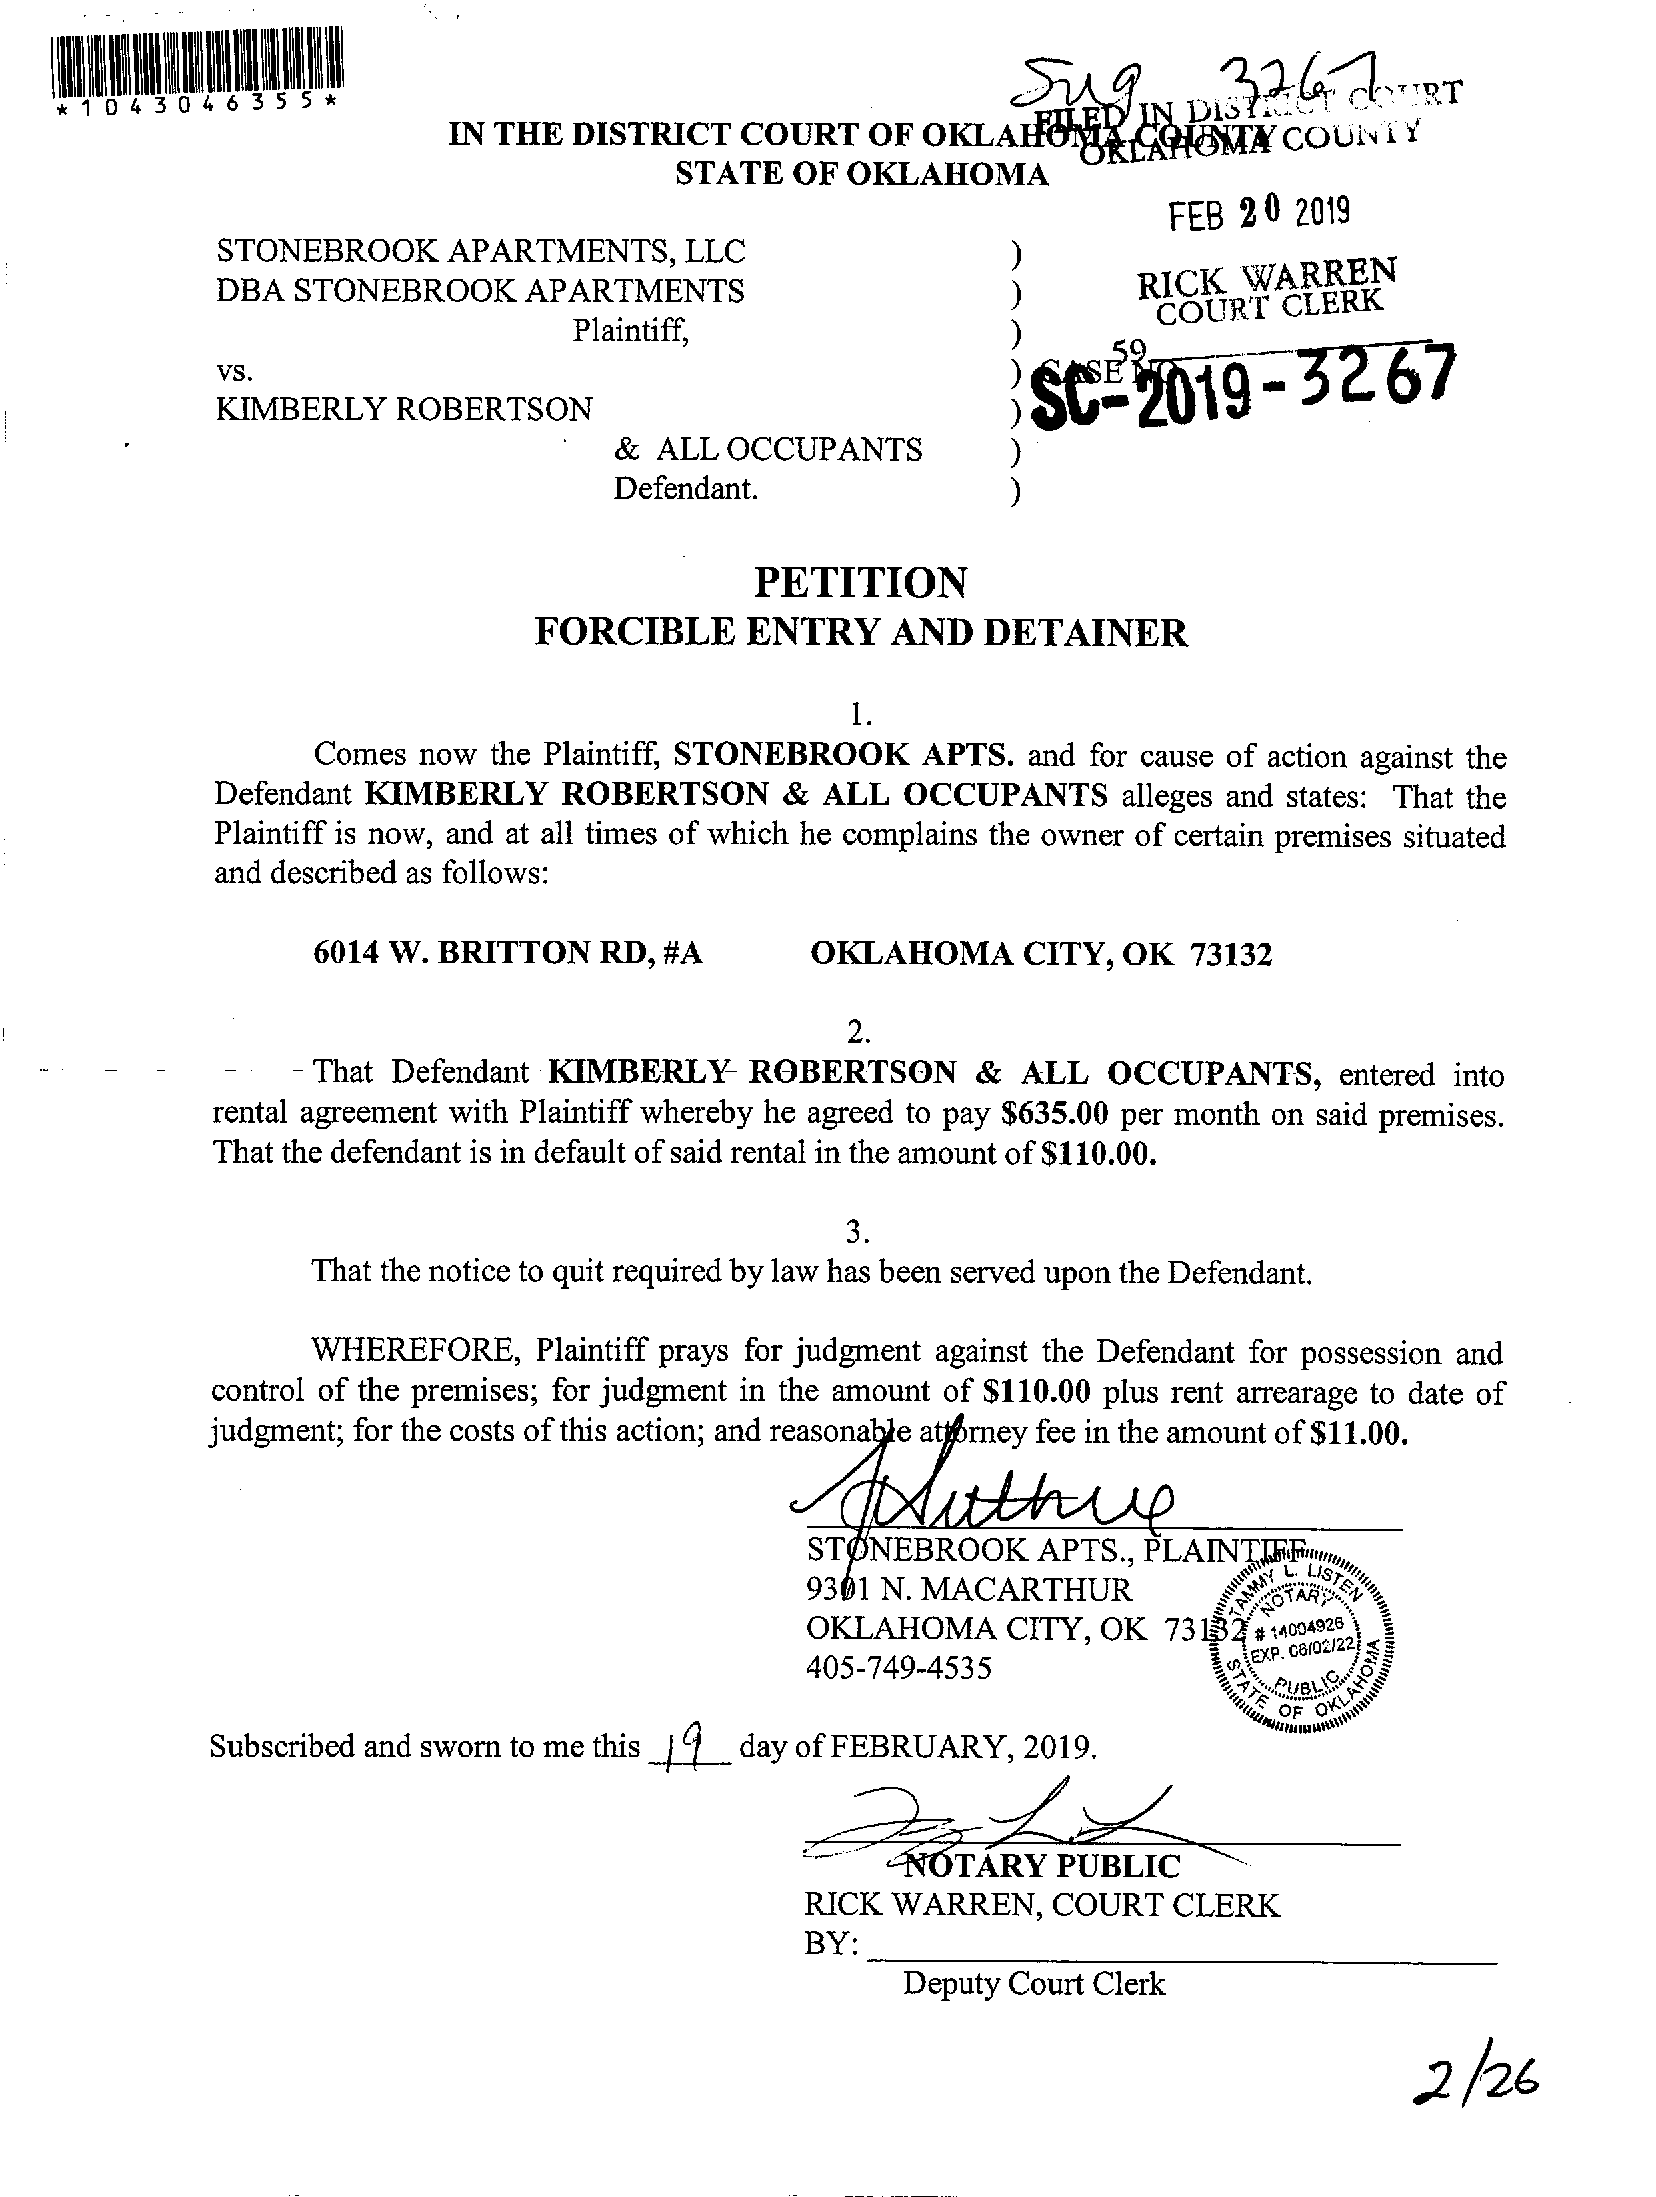 *1043046355*
3267
FILED IN DISTRICT COURT
OKLAHOMA COUNTY
IN THE DISTRICT COURT OF OKLAHOMA COUNTY
STATE OF OKLAHOMA
FEB 20 2019
STONEBROOK APARTMENTS, LLC )
DBA STONEBROOK APARTMENTS )
RICK WARREN
COURT CLERK
Plaintiff, )
59
vs. ) CASE NO
SC-2019-3267
KIMBERLY ROBERTSON )
& ALL OCCUPANTS )
Defendant. )
PETITION
FORCIBLE ENTRY AND DETAINER
1.
Comes now the Plaintiff, STONEBROOK APTS. and for cause of action against the
Defendant KIMBERLY ROBERTSON & ALL OCCUPANTS alleges and states: That the
Plaintiff is now, and at all times of which he complains the owner of certain premises situated
and described as follows:
6014 W. BRITTON RD, #A OKLAHOMA CITY, OK 73132
2.
That Defendant KIMBERLY ROBERTSON & ALL OCCUPANTS, entered into
rental agreement with Plaintiff whereby he agreed to pay $635.00 per month on said premises.
That the defendant is in default of said rental in the amount of $110.00.
3.
That the notice to quit required by law has been served upon the Defendant.
WHEREFORE, Plaintiff prays for judgment against the Defendant for possession and
control of the premises; for judgment in the amount of $110.00 plus rent arrearage to date of
judgment; for the costs of this action; and reasonable attorney fee in the amount of $11.00.
STONEBROOK APTS., PLAINTIFF
9301 N. MACARTHUR
OKLAHOMA CITY, OK 73132
405-749-4535
TAMMY L. LISTEN
NOTARY
# 14004926
EXP. 06/02/22
PUBLIC
STATE OF OKLAHOMA
Subscribed and sworn to me this 19 day of FEBRUARY, 2019.
NOTARY PUBLIC
RICK WARREN, COURT CLERK
BY:
Deputy Court Clerk
2/26